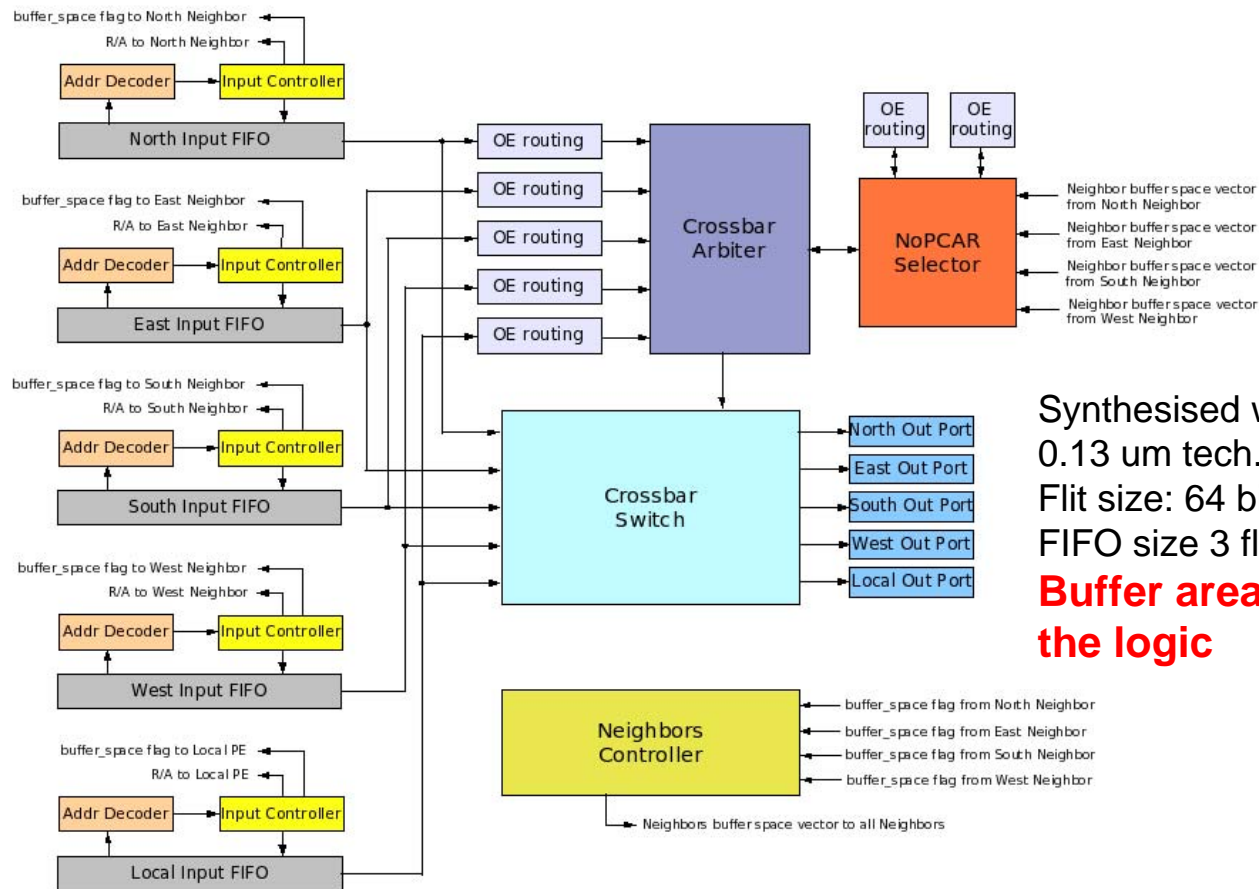 buffer_space flag to North Neighbor
R/A to North Neighbor
Addr Decoder
Input Controller
North Input FIFO
buffer_space flag to East Neighbor
R/A to East Neighbor
Addr Decoder
Input Controller
East Input FIFO
buffer_space flag to South Neighbor
R/A to South Neighbor
Addr Decoder
Input Controller
South Input FIFO
buffer_space flag to West Neighbor
R/A to West Neighbor
Addr Decoder
Input Controller
West Input FIFO
buffer_space flag to Local PE
R/A to Local PE
Addr Decoder
Input Controller
Local Input FIFO
OE routing
OE routing
OE routing
OE routing
OE routing
Crossbar
Arbiter
OE
routing
OE
routing
NoPCAR
Selector
Neighbor buffer space vector
from North Neighbor
Neighbor buffer space vector
from East Neighbor
Neighbor buffer space vector
from South Neighbor
Neighbor buffer space vector
from West Neighbor
Crossbar
Switch
North Out Port
East Out Port
South Out Port
West Out Port
Local Out Port
Synthesised
0.13 um tech.
Flit size: 64
FIFO size 3
Buffer area
the logic
Neighbors
Controller
buffer_space flag from North Neighbor
buffer_space flag from East Neighbor
buffer_space flag from South Neighbor
buffer_space flag from West Neighbor
Neighbors buffer space vector to all Neighbors